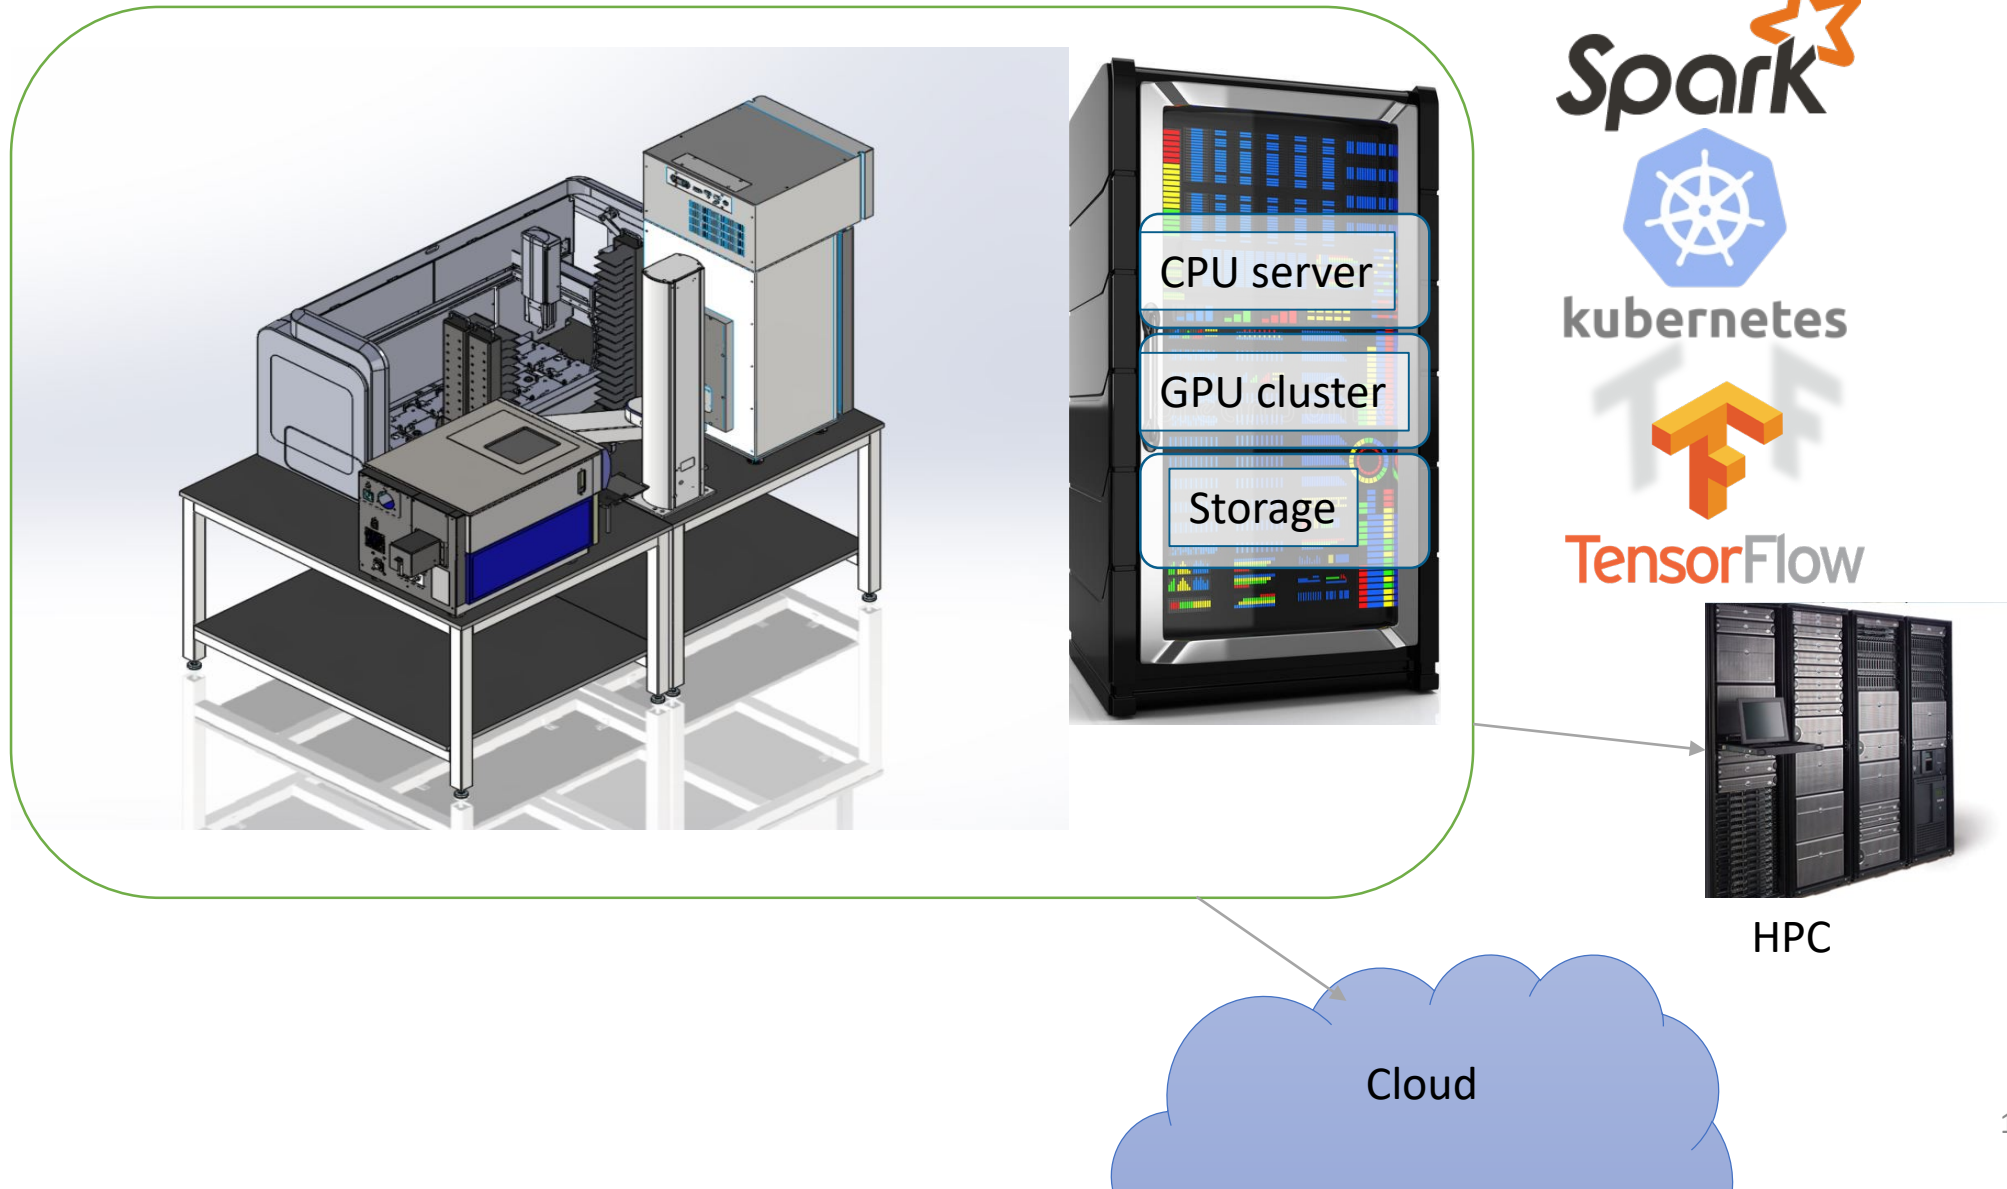 Spark
kubernetes
TensorFlow
CPU server
GPU cluster
Storage
HPC
Cloud